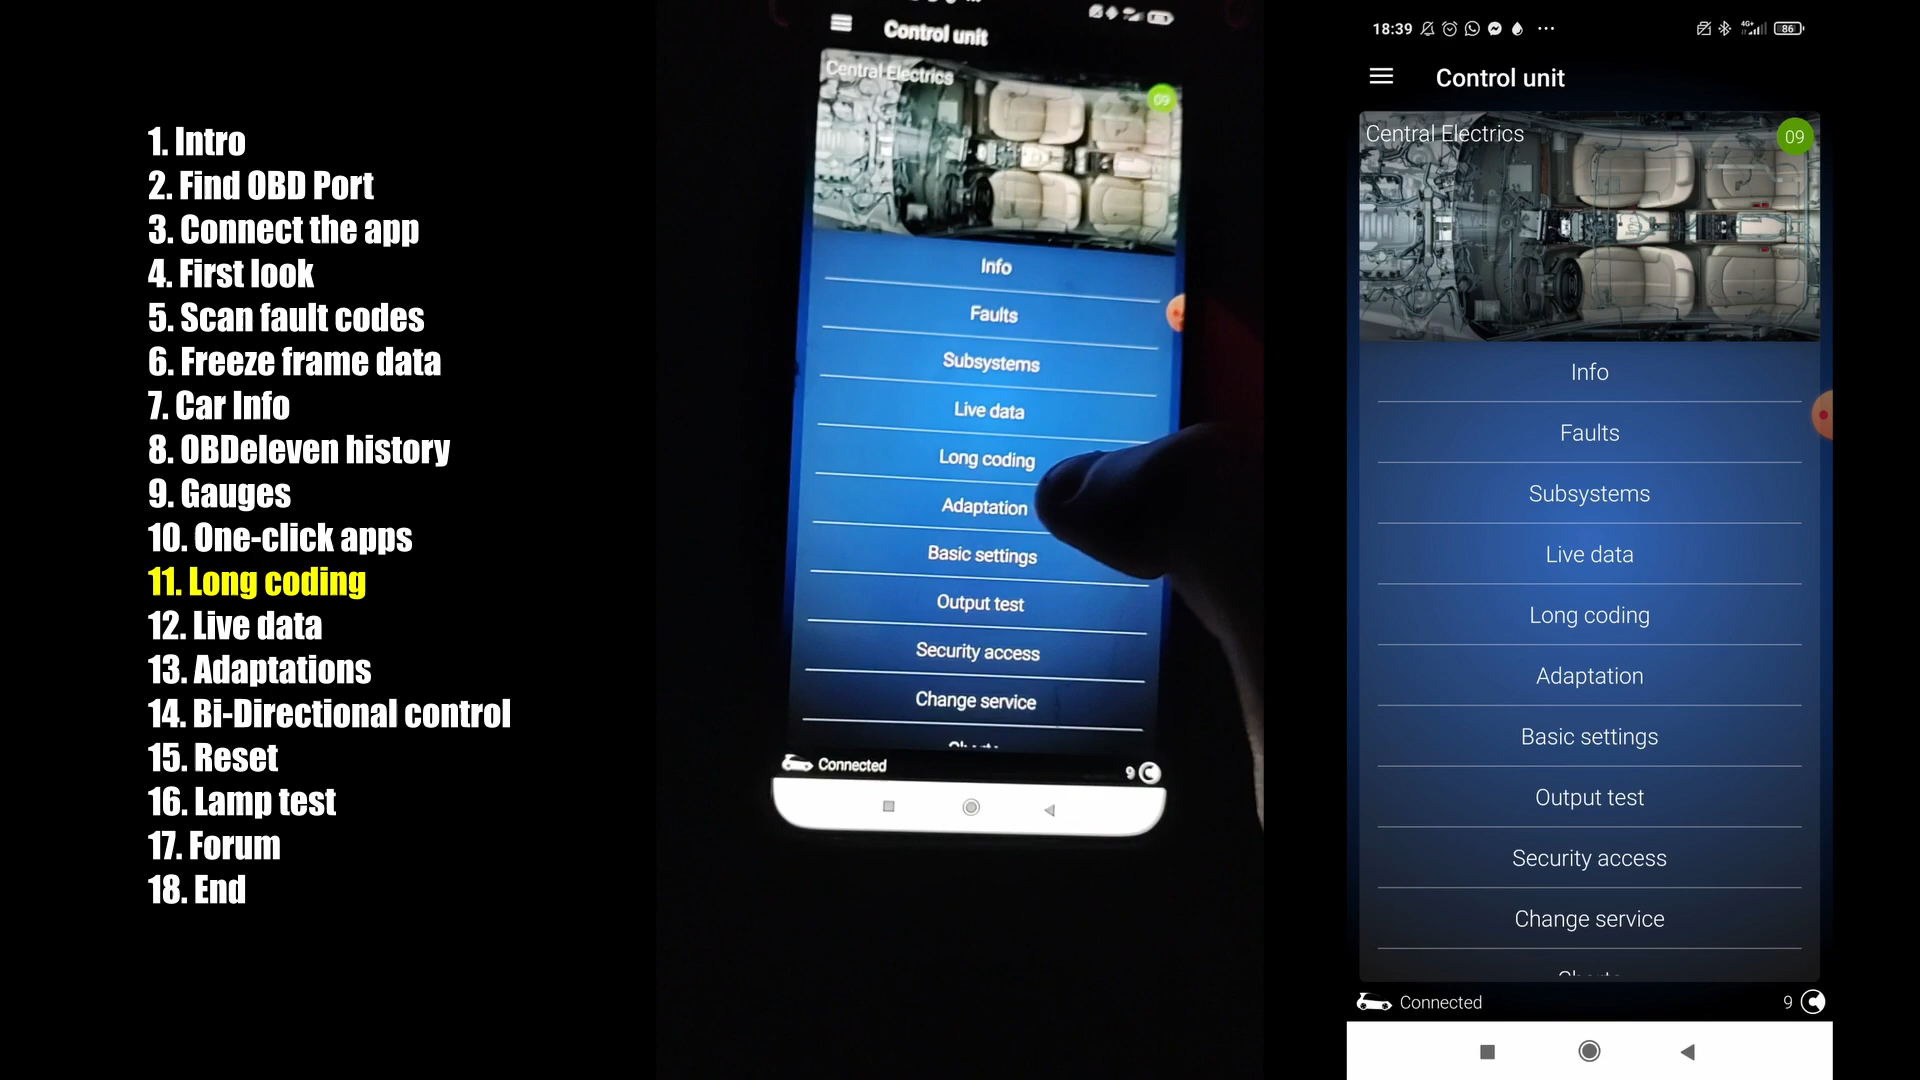 1. Intro
2. Find OBD Port
3. Connect the app
4. First look
5. Scan fault codes
6. Freeze frame data
7. Car Info
8. OBDeleven history
9. Gauges
10. One-click apps
11. Long coding
12. Live data
13. Adaptations
14. Bi-Directional control
15. Reset
16. Lamp test
17. Forum
18. End
Control unit
Central Electrics
09
Info
Faults
Subsystems
Live data
Long coding
Adaptation
Basic settings
Output test
Security access
Change service
Connected
9
18:39
4G+
86
Control unit
Central Electrics
09
Info
Faults
Subsystems
Live data
Long coding
Adaptation
Basic settings
Output test
Security access
Change service
Connected
9